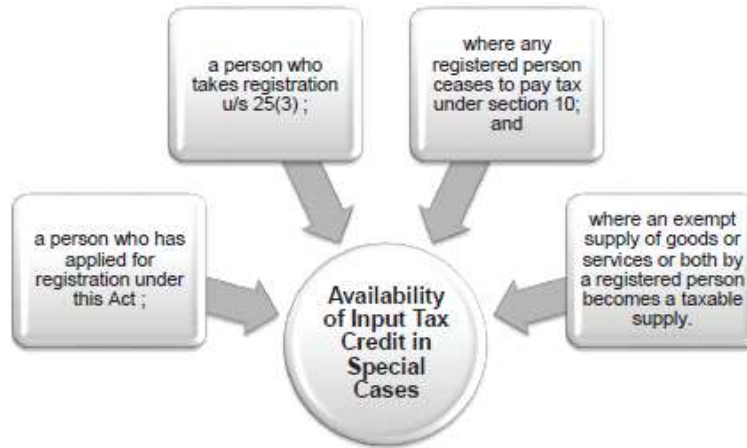 a person who has
applied for
registration under
this Act ;
a person who
takes registration
u/s 25(3) ;
where any
registered person
ceases to pay tax
under section 10;
and
where an exempt
supply of goods or
services or both by
a registered person
becomes a taxable
supply.
Availability
of Input Tax
Credit in
Special
Cases